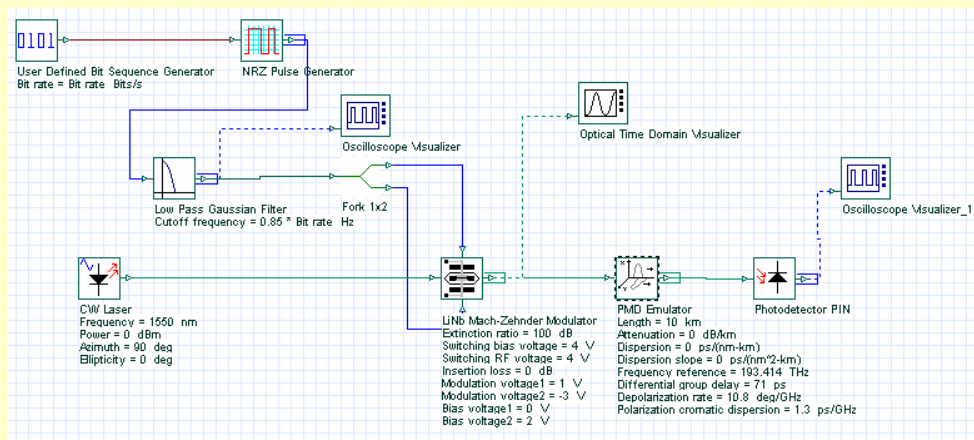 0101
User Defined Bit Sequence Generator
Bit rate = Bit rate Bits/s
NRZ Pulse Generator
Oscilloscope Visualizer
Optical Time Domain Visualizer
Oscilloscope Visualizer_1
Low Pass Gaussian Filter
Cutoff frequency = 0.85 * Bit rate Hz
Fork 1x2
CW Laser
Frequency = 1550 nm
Power = 0 dBm
Azimuth = 90 deg
Ellipticity = 0 deg
LiNb Mach-Zehnder Modulator
Extinction ratio = 100 dB
Switching bias voltage = 4 V
Switching RF voltage = 4 V
Insertion loss = 0 dB
Modulation voltage1 = 1 V
Modulation voltage2 = -3 V
Bias voltage1 = 0 V
Bias voltage2 = 2 V
PMD Emulator
Length = 10 km
Attenuation = 0 dB/km
Dispersion = 0 ps/(nm-km)
Dispersion slope = 0 ps/(nm^2-km)
Frequency reference = 193.414 THz
Differential group delay = 71 ps
Depolarization rate = 10.8 deg/GHz
Polarization cromatic dispersion = 1.3 ps/GHz
Photodetector PIN